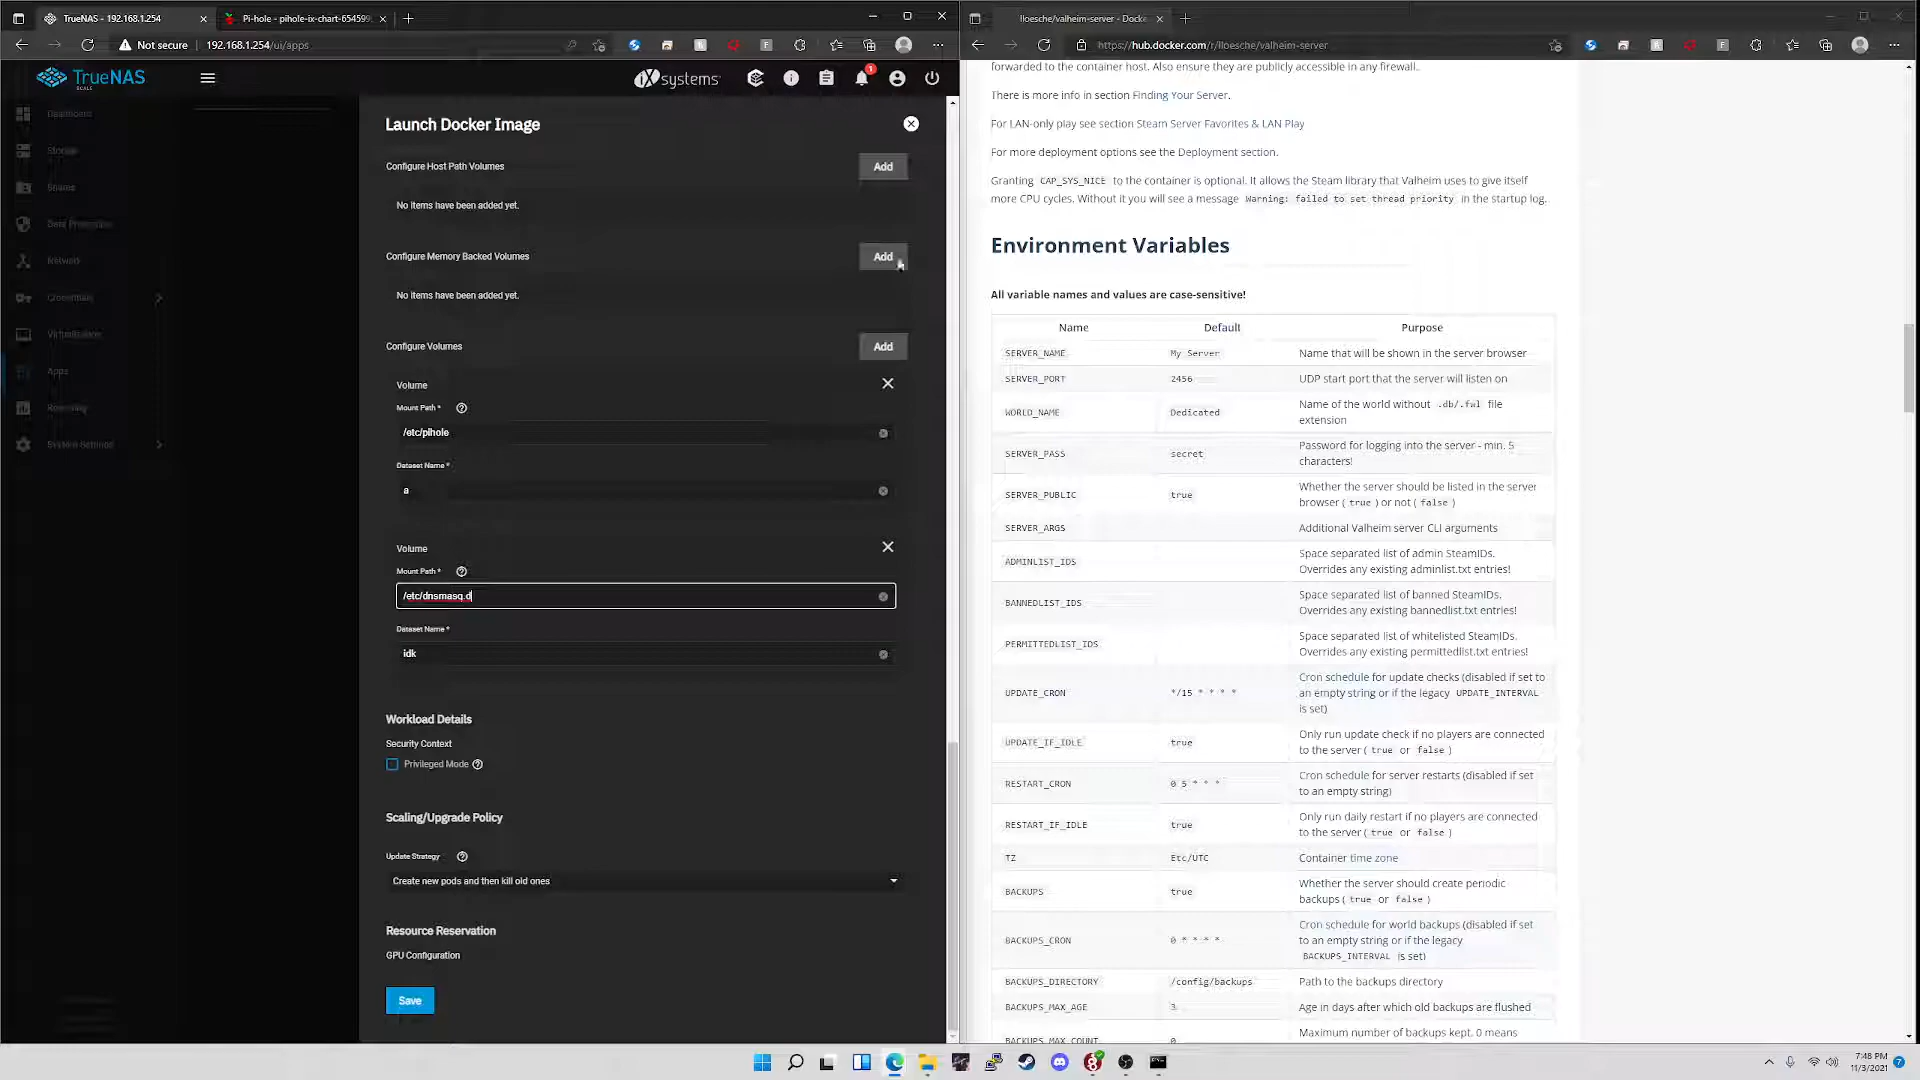 TrueNAS - 192.168.1.254
Pi-hole - pihole-ix-chart-654599
Not secure
192.168.1.254/ui/apps
TrueNAS
SCALE
iXsystems
1
Dashboard
Storage
Shares
Data Protection
Network
Credentials
Virtualization
Apps
Reporting
System Settings
Launch Docker Image
Configure Host Path Volumes
Add
No items have been added yet.
Configure Memory Backed Volumes
Add
No items have been added yet.
Configure Volumes
Add
Volume
Mount Path *
/etc/pihole
Dataset Name *
a
Volume
Mount Path *
/etc/dnsmasq.d
Dataset Name *
idk
Workload Details
Security Context
Privileged Mode
Scaling/Upgrade Policy
Update Strategy
Create new pods and then kill old ones
Resource Reservation
GPU Configuration
Save
lloesche/valheim-server - Docke
https://hub.docker.com/r/lloesche/valheim-server
forwarded to the container host. Also ensure they are publicly accessible in any firewall.
There is more info in section Finding Your Server.
For LAN-only play see section Steam Server Favorites & LAN Play
For more deployment options see the Deployment section.
Granting CAP_SYS_NICE to the container is optional. It allows the Steam library that Valheim uses to give itself
more CPU cycles. Without it you will see a message Warning: failed to set thread priority in the startup log.
Environment Variables
All variable names and values are case-sensitive!
Name Default Purpose
SERVER_NAME My Server Name that will be shown in the server browser
SERVER_PORT 2456 UDP start port that the server will listen on
WORLD_NAME Dedicated Name of the world without .db/.fwl file
extension
SERVER_PASS secret Password for logging into the server - min. 5
characters!
SERVER_PUBLIC true Whether the server should be listed in the server
browser ( true ) or not ( false )
SERVER_ARGS Additional Valheim server CLI arguments
ADMINLIST_IDS Space separated list of admin SteamIDs.
Overrides any existing adminlist.txt entries!
BANNEDLIST_IDS Space separated list of banned SteamIDs.
Overrides any existing bannedlist.txt entries!
PERMITTEDLIST_IDS Space separated list of whitelisted SteamIDs.
Overrides any existing permittedlist.txt entries!
UPDATE_CRON */15 * * * * Cron schedule for update checks (disabled if set to
an empty string or if the legacy UPDATE_INTERVAL
is set)
UPDATE_IF_IDLE true Only run update check if no players are connected
to the server ( true or false )
RESTART_CRON 0 5 * * * Cron schedule for server restarts (disabled if set
to an empty string)
RESTART_IF_IDLE true Only run daily restart if no players are connected
to the server ( true or false )
TZ Etc/UTC Container time zone
BACKUPS true Whether the server should create periodic
backups ( true or false )
BACKUPS_CRON 0 * * * * Cron schedule for world backups (disabled if set
to an empty string or if the legacy
BACKUPS_INTERVAL is set)
BACKUPS_DIRECTORY /config/backups Path to the backups directory
BACKUPS_MAX_AGE 3 Age in days after which old backups are flushed
BACKUPS_MAX_COUNT 0 Maximum number of backups kept. 0 means
7:48 PM
11/3/2021
7